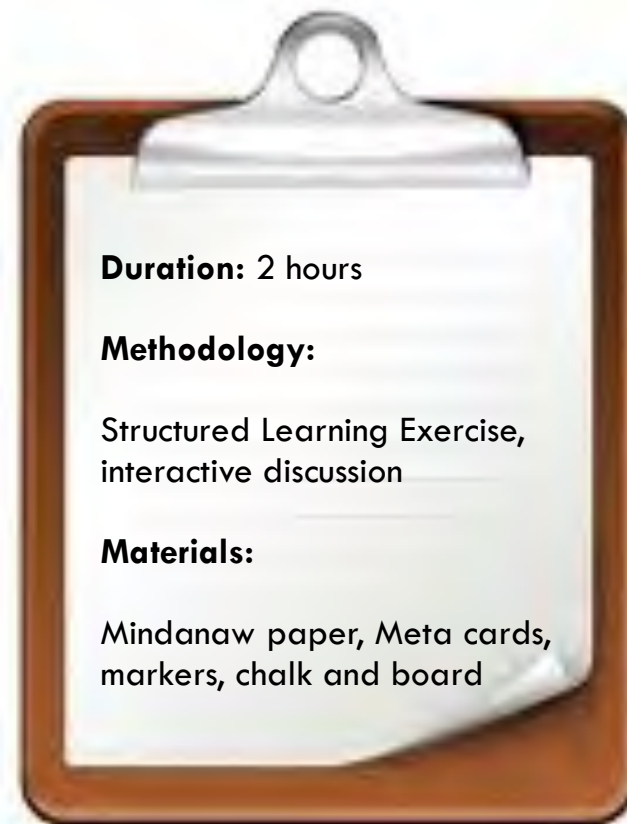 Duration: 2 hours
Methodology:
Structured Learning Exercise,
interactive discussion
Materials:
Mindanaw paper, Meta cards,
markers, chalk and board